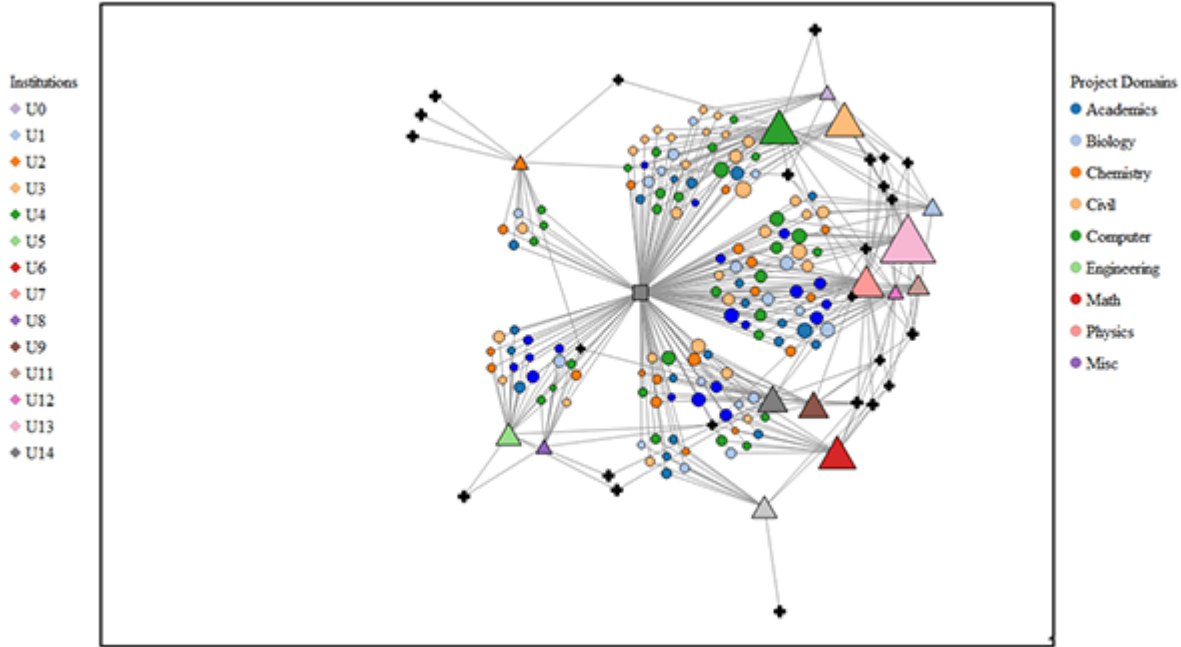 Institutions
U0
U1
U2
U3
U4
U5
U6
U7
U8
U9
U11
U12
U13
U14
Project Domains
Academics
Biology
Chemistry
Civil
Computer
Engineering
Math
Physics
Misc